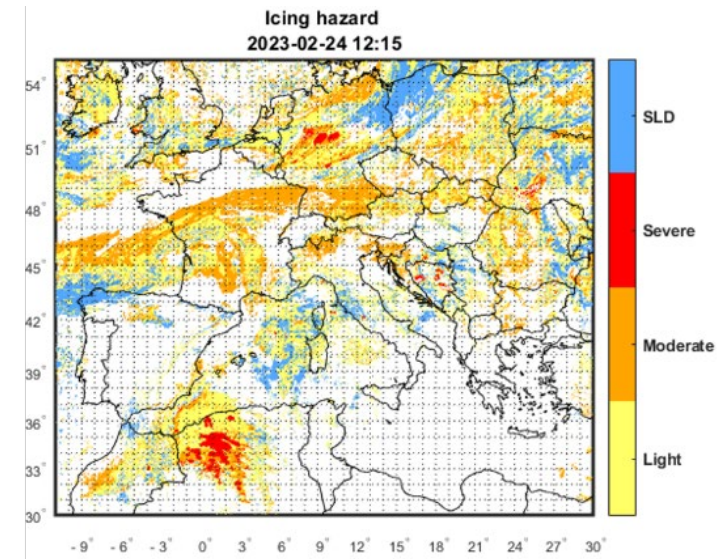 Icing hazard
2023-02-24 12:15
54°
51°
48°
45°
42°
39°
36°
33°
30°
- 9° - 6° - 3° 0° 3° 6° 9° 12° 15° 18° 21° 24° 27° 30°
SLD
Severe
Moderate
Light